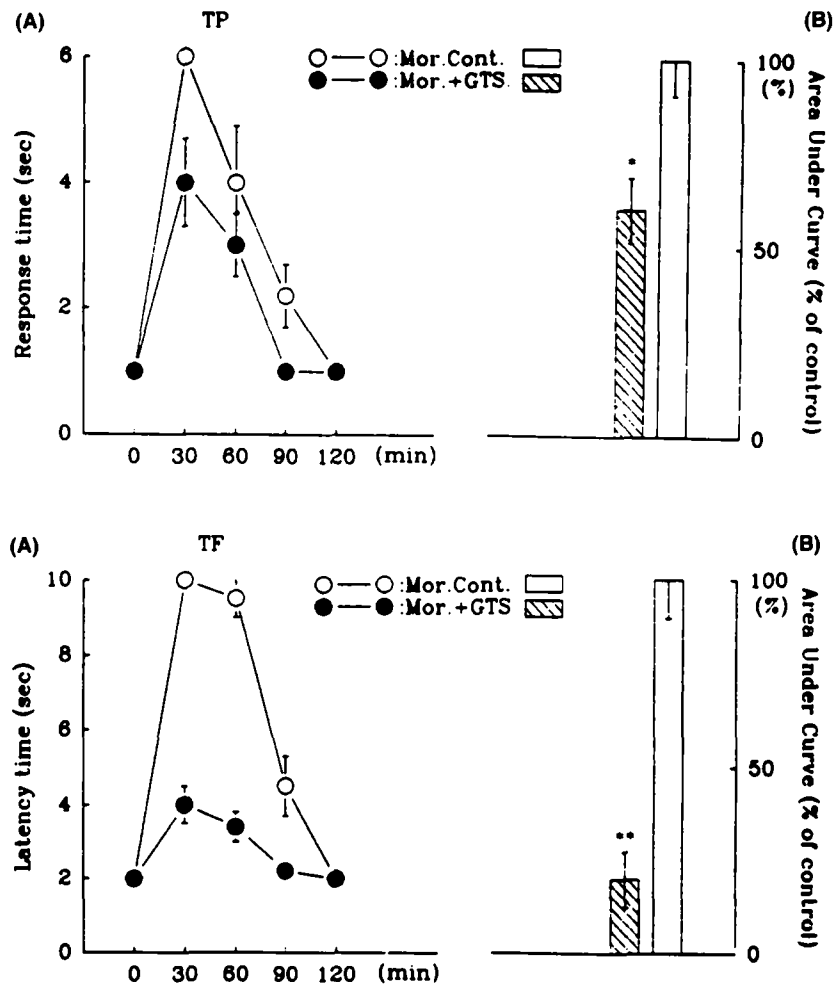 (A) TP (B)
:Mor.Cont.
:Mor.+GTS.
Response time (sec)
6
4
2
0
0 30 60 90 120 (min)
100
(%)
50
0
Area Under Curve (% of control)
*
(A) TF (B)
:Mor.Cont.
:Mor.+GTS
Latency time (sec)
10
8
6
4
2
0
0 30 60 90 120 (min)
100
(%)
50
0
Area Under Curve (% of control)
**